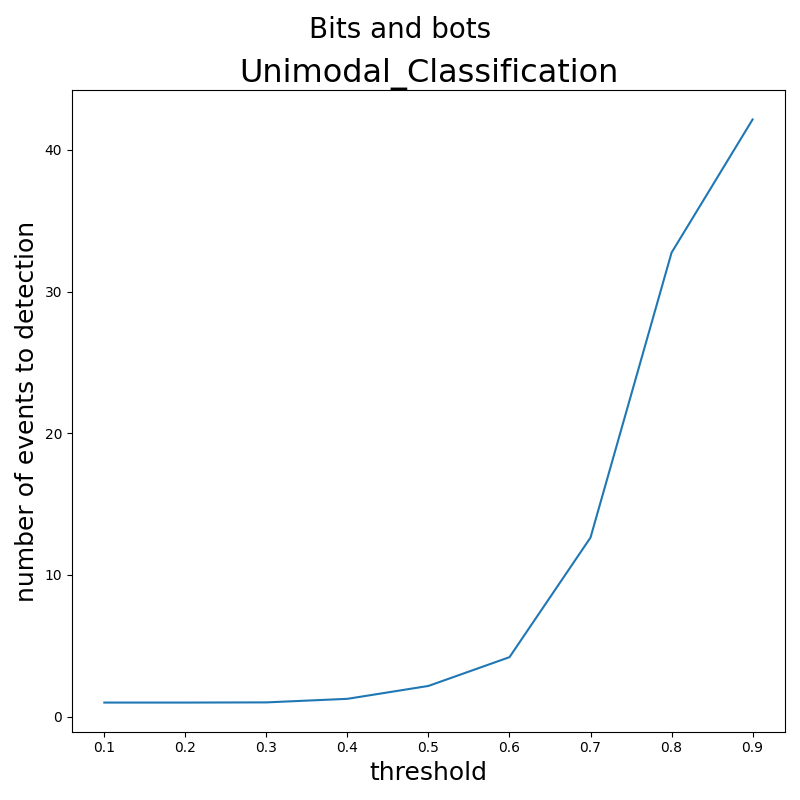 Bits and bots
Unimodal_Classification
number of events to detection
40
30
20
10
0
0.1 0.2 0.3 0.4 0.5 0.6 0.7 0.8 0.9
threshold